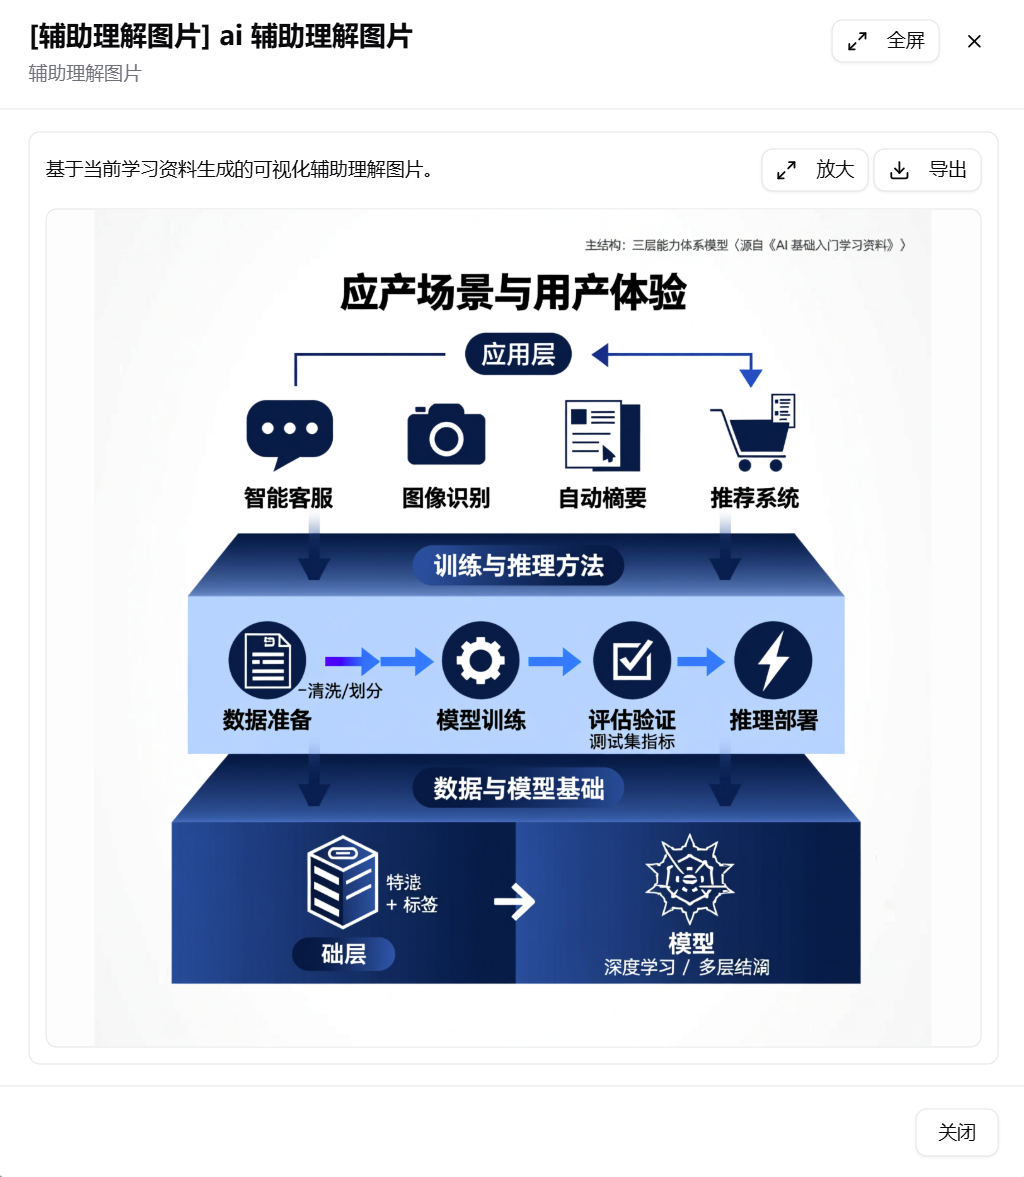 [辅助理解图片] ai 辅助理解图片
全屏
辅助理解图片
基于当前学习资料生成的可视化辅助理解图片。
放大
导出
主结构：三层能力体系模型〈源自《AI 基础入门学习资料》〉
应产场景与用产体验
应用层
智能客服
图像识别
自动摘要
推荐系统
训练与推理方法
–清洗/划分
数据准备
模型训练
评估验证
推理部署
调试集指标
数据与模型基础
+ 标签
础层
模型
深度学习 / 多层结
关闭